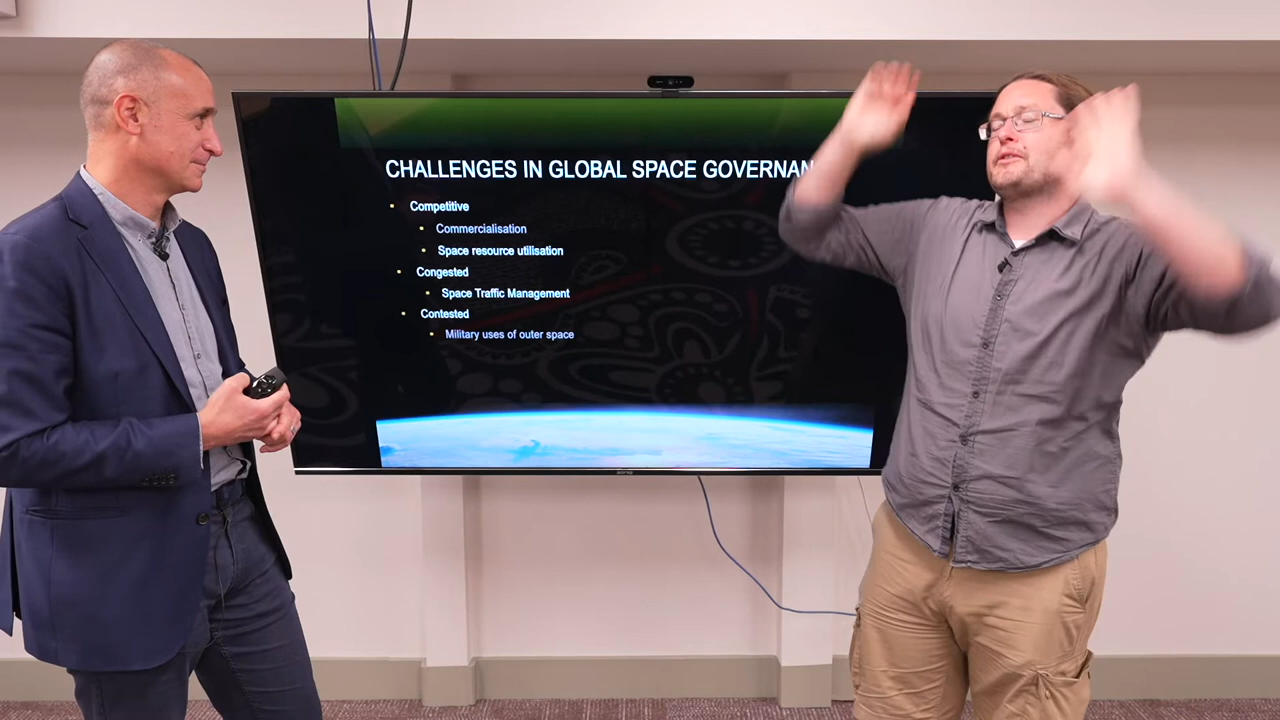 CHALLENGES IN GLOBAL SPACE GOVERNAN
Competitive
Commercialisation
Space resource utilisation
Congested
Space Traffic Management
Contested
Military uses of outer space